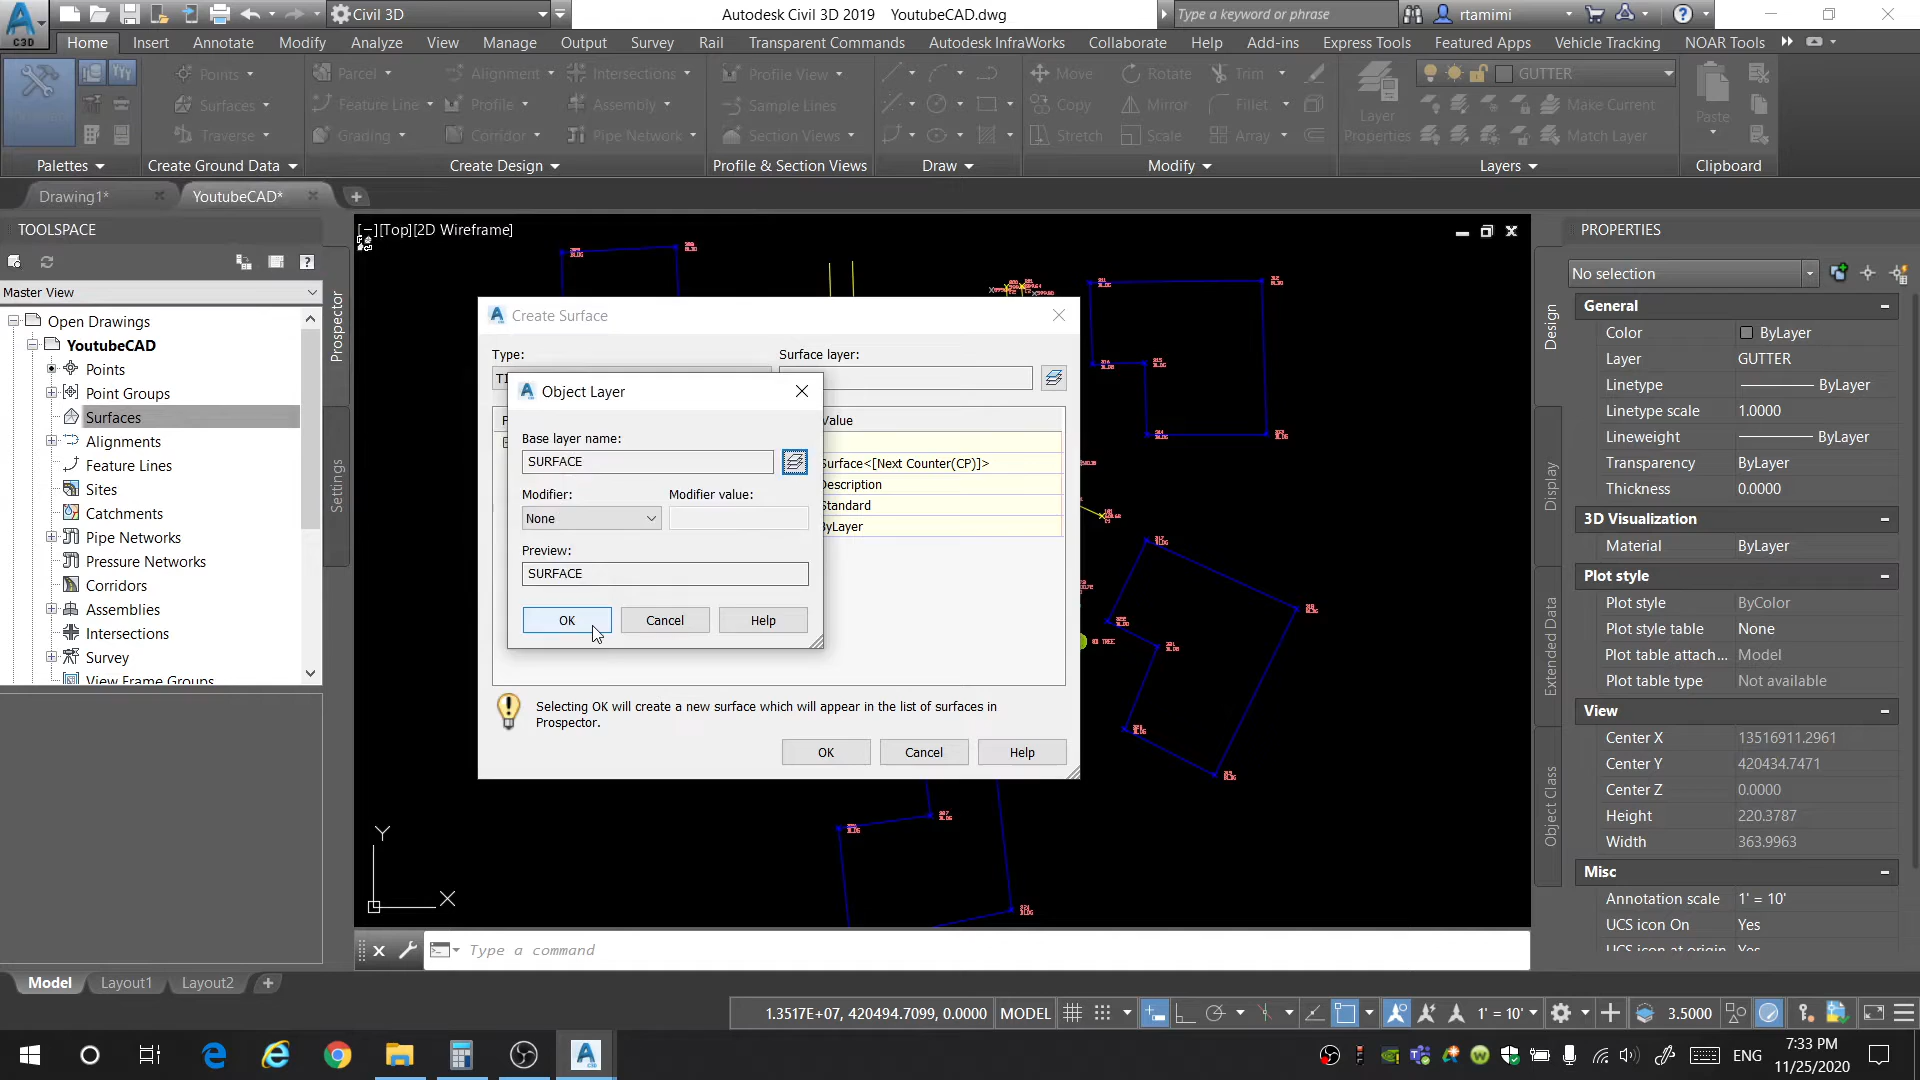 Civil 3D
Autodesk Civil 3D 2019 YoutubeCAD.dwg
Type a keyword or phrase
rtamimi
C3D
Home Insert Annotate Modify Analyze View Manage Output Survey Rail Transparent Commands Autodesk InfraWorks Collaborate Help Add-ins Express Tools Featured Apps Vehicle Tracking NOAR Tools
Points Parcel Alignment Intersections Profile View Move Rotate Trim GUTTER
Surfaces Feature Line Profile Assembly Sample Lines Copy Mirror Fillet Make Current
Traverse Grading Corridor Pipe Network Section Views Stretch Scale Array Layer Properties Match Layer Paste
Palettes Create Ground Data Create Design Profile & Section Views Draw Modify Layers Clipboard
Drawing1* YoutubeCAD*
TOOLSPACE
Master View
Open Drawings
YoutubeCAD
Points
Point Groups
Surfaces
Alignments
Feature Lines
Sites
Catchments
Pipe Networks
Pressure Networks
Corridors
Assemblies
Intersections
Survey
View Frame Groups
Prospector
Settings
[−][Top][2D Wireframe]
Create Surface
Type:
Surface layer:
Value
Surface<[Next Counter(CP)]>
Description
Standard
ByLayer
Object Layer
Base layer name:
SURFACE
Modifier: Modifier value:
None
Preview:
SURFACE
OK Cancel Help
Selecting OK will create a new surface which will appear in the list of surfaces in
Prospector.
OK Cancel Help
TREE
Y
X
Type a command
Model Layout1 Layout2
PROPERTIES
No selection
Design
Display
Extended Data
Object Class
General
Color ByLayer
Layer GUTTER
Linetype ByLayer
Linetype scale 1.0000
Lineweight ByLayer
Transparency ByLayer
Thickness 0.0000
3D Visualization
Material ByLayer
Plot style
Plot style ByColor
Plot style table None
Plot table attach... Model
Plot table type Not available
View
Center X 13516911.2961
Center Y 420434.7471
Center Z 0.0000
Height 220.3787
Width 363.9963
Misc
Annotation scale 1' = 10'
UCS icon On Yes
UCS icon at origin Yes
1.3517E+07, 420494.7099, 0.0000 MODEL 1' = 10' 3.5000
ENG
7:33 PM
11/25/2020